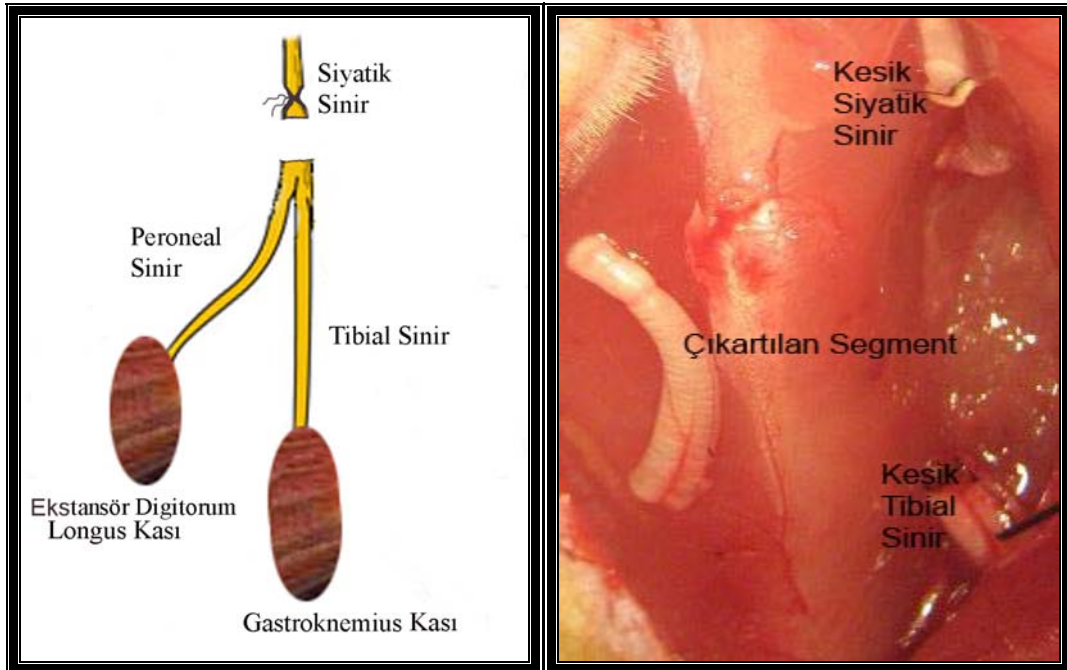 Siyatik
Sinir
Peroneal
Sinir
Tibial Sinir
Ekstansör Digitorum
Longus Kası
Gastroknemius Kası
Kesik
Siyatik
Sinir
Çıkartılan Segment
Kesik
Tibial
Sinir